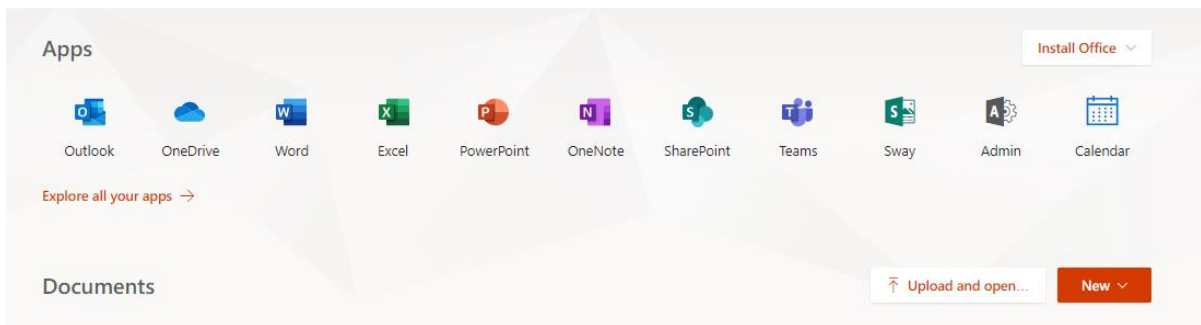 Apps
Install Office
Outlook OneDrive Word Excel PowerPoint OneNote SharePoint Teams Sway Admin Calendar
Explore all your apps →
Documents
Upload and open...
New